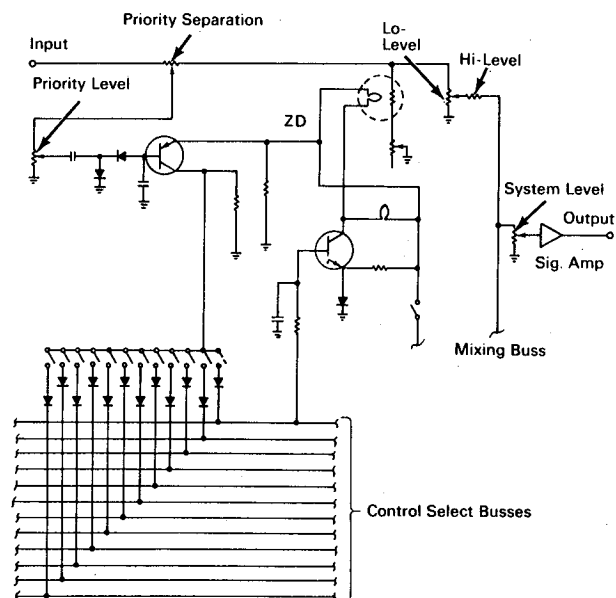 Priority Separation
Input
Priority Level
Lo-
Level
Hi-Level
ZD
System Level
Output
Sig. Amp
Mixing Buss
Control Select Busses